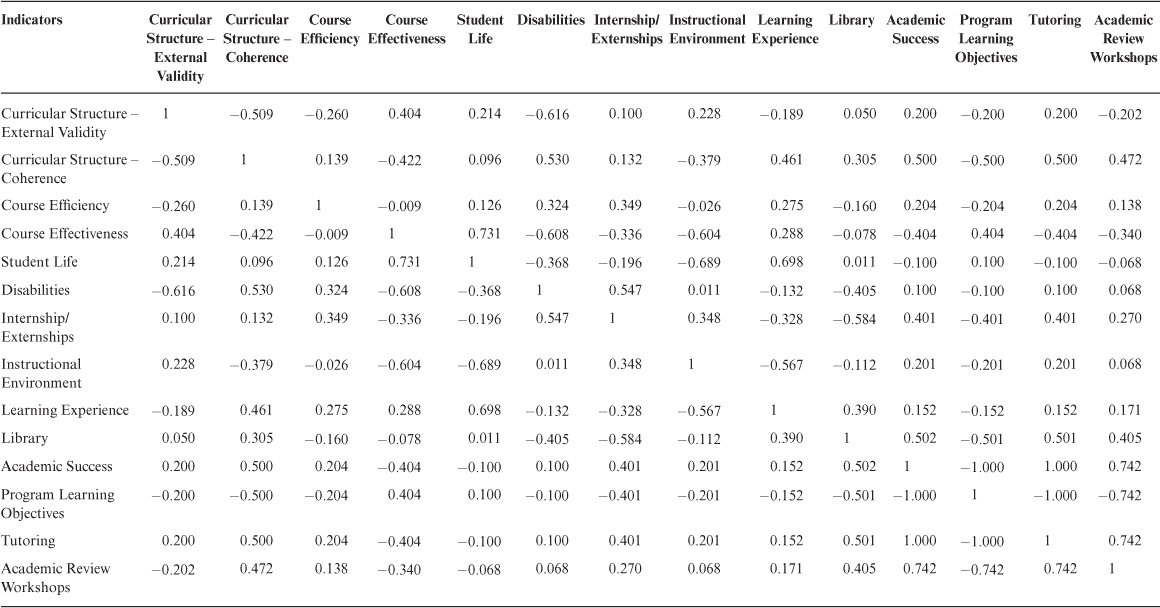 Indicators Curricular Curricular Course Course Student Disabilities Internship/ Instructional Learning Library Academic Program Tutoring Academic
Structure – Structure – Efficiency Effectiveness Life Externships Environment Experience Success Learning Review
External Coherence Objectives Workshops
Validity
Curricular Structure – 1 −0.509 −0.260 0.404 0.214 −0.616 0.100 0.228 −0.189 0.050 0.200 −0.200 0.200 −0.202
External Validity
Curricular Structure – −0.509 1 0.139 −0.422 0.096 0.530 0.132 −0.379 0.461 0.305 0.500 −0.500 0.500 0.472
Coherence
Course Efficiency −0.260 0.139 1 −0.009 0.126 0.324 0.349 −0.026 0.275 −0.160 0.204 −0.204 0.204 0.138
Course Effectiveness 0.404 −0.422 −0.009 1 0.731 −0.608 −0.336 −0.604 0.288 −0.078 −0.404 0.404 −0.404 −0.340
Student Life 0.214 0.096 0.126 0.731 1 −0.368 −0.196 −0.689 0.698 0.011 −0.100 0.100 −0.100 −0.068
Disabilities −0.616 0.530 0.324 −0.608 −0.368 1 0.547 0.011 −0.132 −0.405 0.100 −0.100 0.100 0.068
Internship/ 0.100 0.132 0.349 −0.336 −0.196 0.547 1 0.348 −0.328 −0.584 0.401 −0.401 0.401 0.270
Externships
Instructional 0.228 −0.379 −0.026 −0.604 −0.689 0.011 0.348 1 −0.567 −0.112 0.201 −0.201 0.201 0.068
Environment
Learning Experience −0.189 0.461 0.275 0.288 0.698 −0.132 −0.328 −0.567 1 0.390 0.152 −0.152 0.152 0.171
Library 0.050 0.305 −0.160 −0.078 0.011 −0.405 −0.584 −0.112 0.390 1 0.502 −0.501 0.501 0.405
Academic Success 0.200 0.500 0.204 −0.404 −0.100 0.100 0.401 0.201 0.152 0.502 1 −1.000 1.000 0.742
Program Learning −0.200 −0.500 −0.204 0.404 0.100 −0.100 −0.401 −0.201 −0.152 −0.501 −1.000 1 −1.000 −0.742
Objectives
Tutoring 0.200 0.500 0.204 −0.404 −0.100 0.100 0.401 0.201 0.152 0.501 1.000 −1.000 1 0.742
Academic Review −0.202 0.472 0.138 −0.340 −0.068 0.068 0.270 0.068 0.171 0.405 0.742 −0.742 0.742 1
Workshops